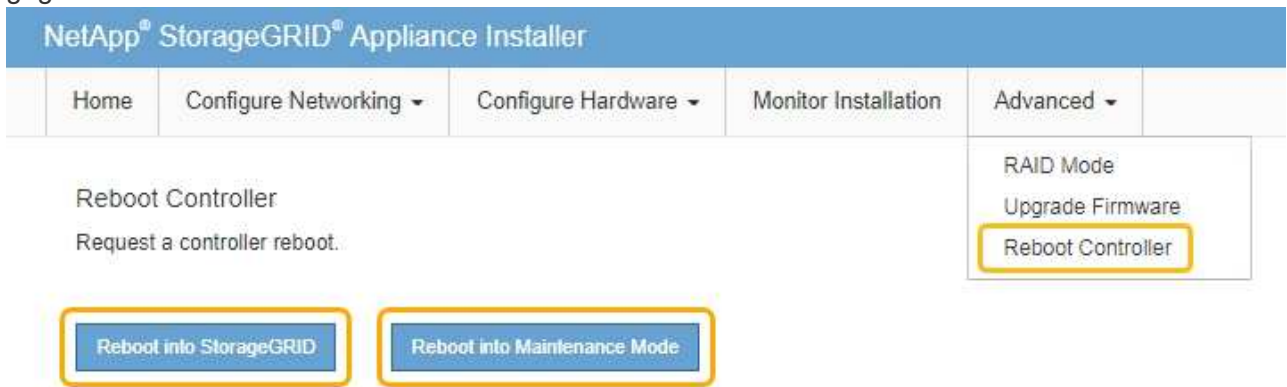 NetApp® StorageGRID® Appliance Installer
Home Configure Networking Configure Hardware Monitor Installation Advanced
RAID Mode
Upgrade Firmware
Reboot Controller
Reboot Controller
Request a controller reboot.
Reboot into StorageGRID Reboot into Maintenance Mode